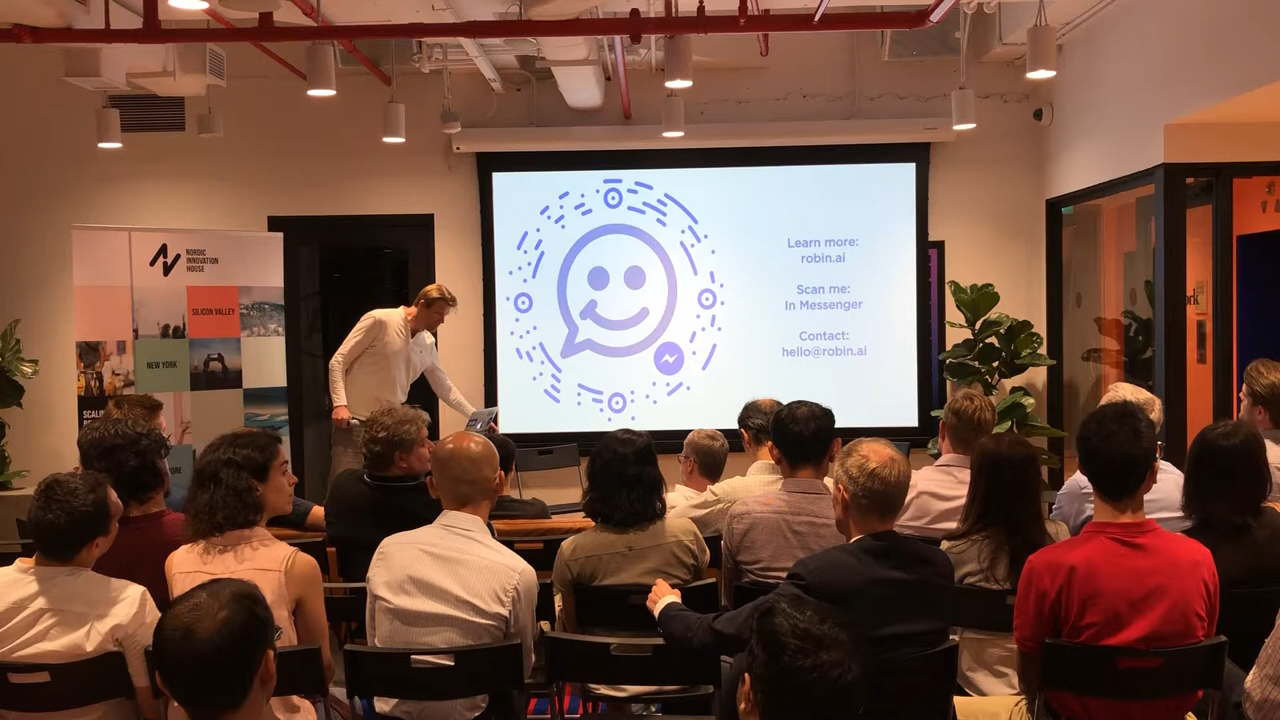 NORDIC
INNOVATION
HOUSE
SILICON VALLEY
NEW YORK
Learn more:
robin.ai
Scan me:
In Messenger
Contact:
hello@robin.ai